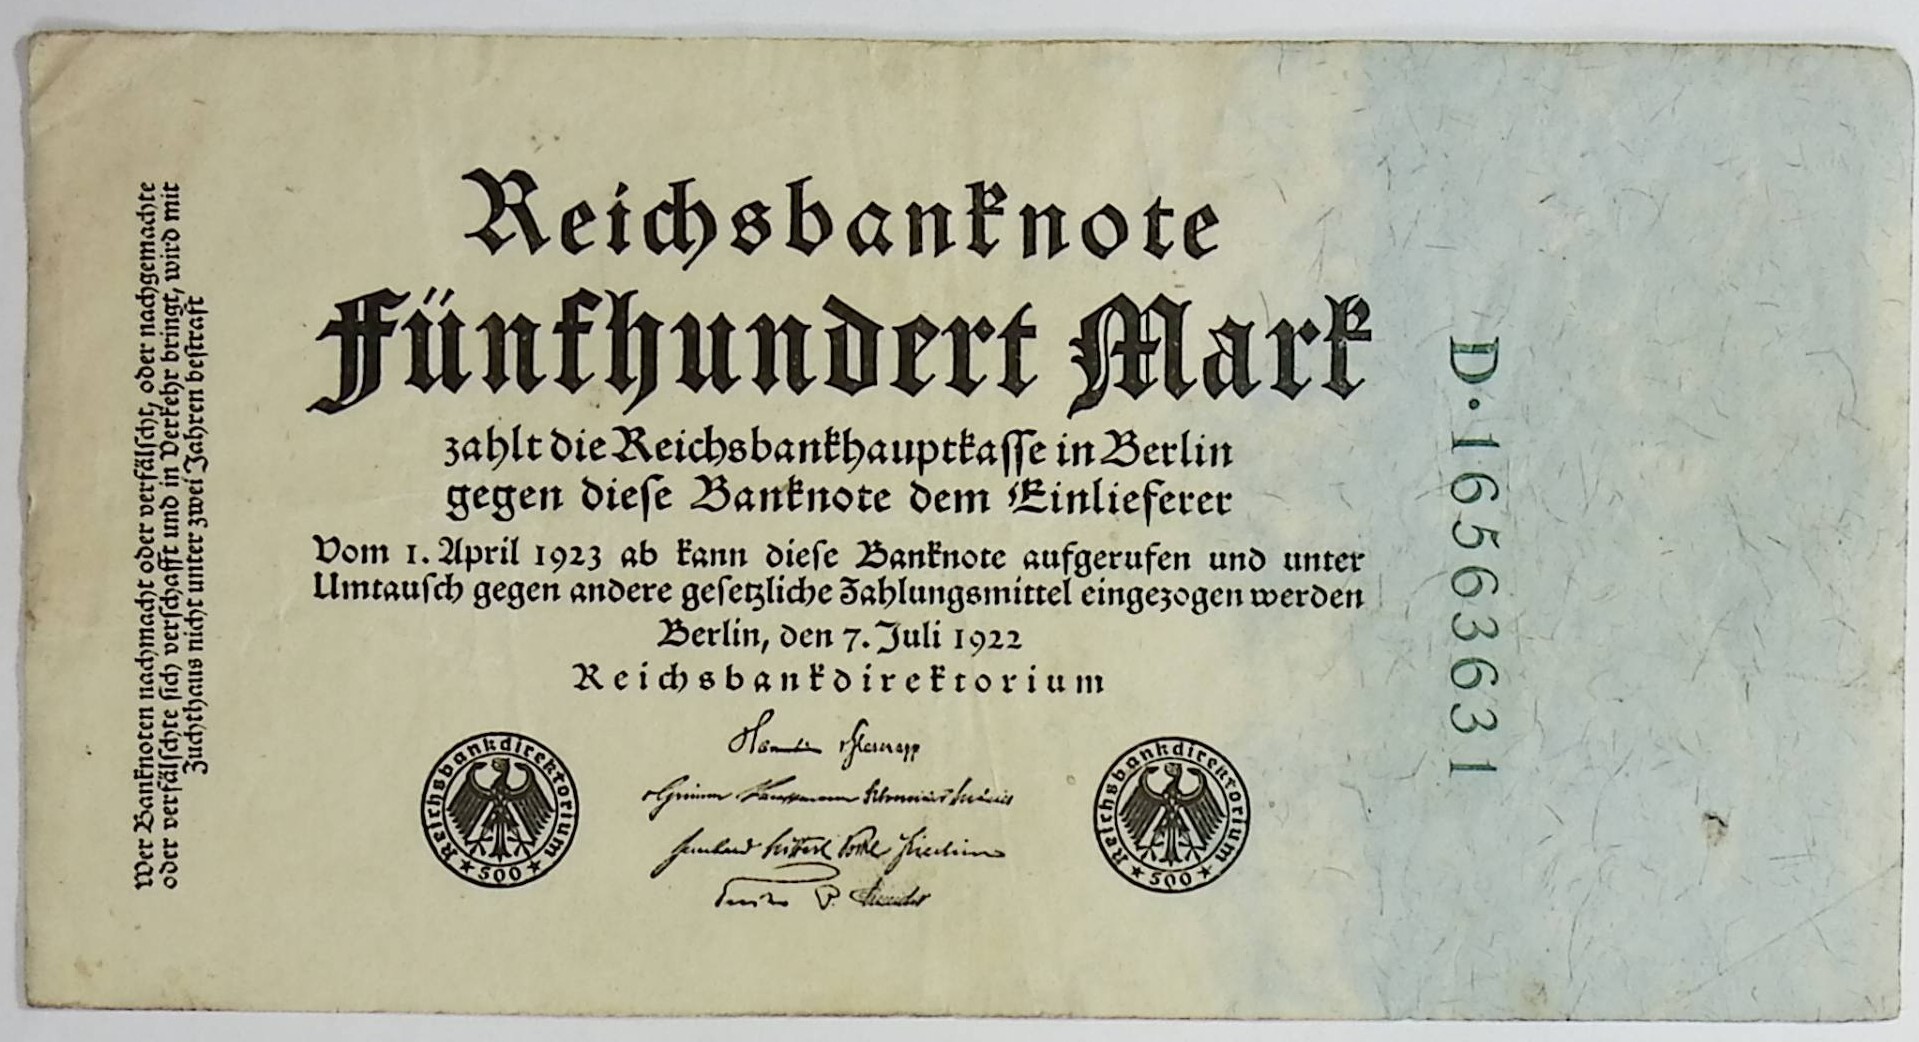 Reichsbanknote
Fünfhundert Mark
zahlt die Reichsbankhauptkasse in Berlin
gegen diese Banknote dem Einlieferer
Vom 1. April 1923 ab kann diese Banknote aufgerufen und unter
Umtausch gegen andere gesetzliche Zahlungsmittel eingezogen werden
Berlin, den 7. Juli 1922
Reichsbankdirektorium
Reichsbankdirektorium
* 500 *
Reichsbankdirektorium
* 500 *
Wer Banknoten nachmacht oder verfälscht, oder nachgemachte
oder verfälschte sich verschafft und in Verkehr bringt, wird mit
Zuchthaus nicht unter zwei Jahren bestraft
D·16563631